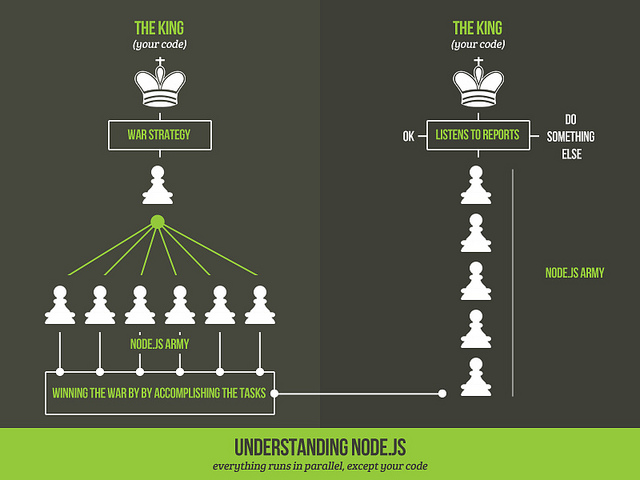 THE KING
(your code)
WAR STRATEGY
NODE.JS ARMY
WINNING THE WAR BY BY ACCOMPLISHING THE TASKS
THE KING
(your code)
OK
LISTENS TO REPORTS
DO
SOMETHING
ELSE
NODE.JS ARMY
UNDERSTANDING NODE.JS
everything runs in parallel, except your code